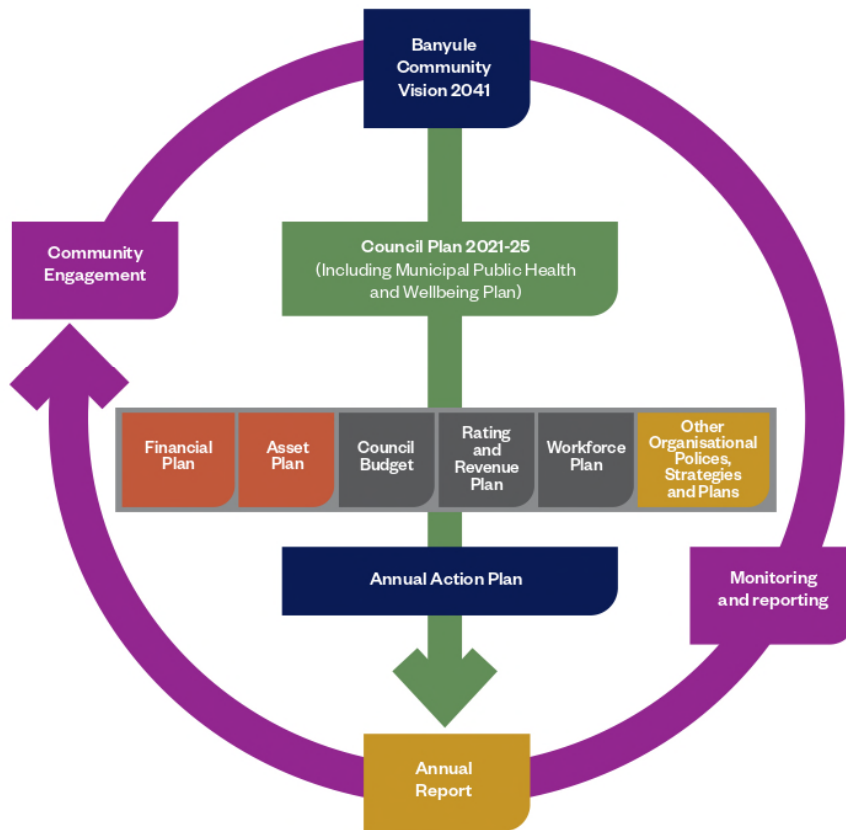 Banyule
Community
Vision 2041
Community
Engagement
Council Plan 2021-25
(Including Municipal Public Health
and Wellbeing Plan)
Financial
Plan
Asset
Plan
Council
Budget
Rating
and
Revenue
Plan
Workforce
Plan
Other
Organisational
Polices,
Strategies
and Plans
Annual Action Plan
Monitoring
and reporting
Annual
Report